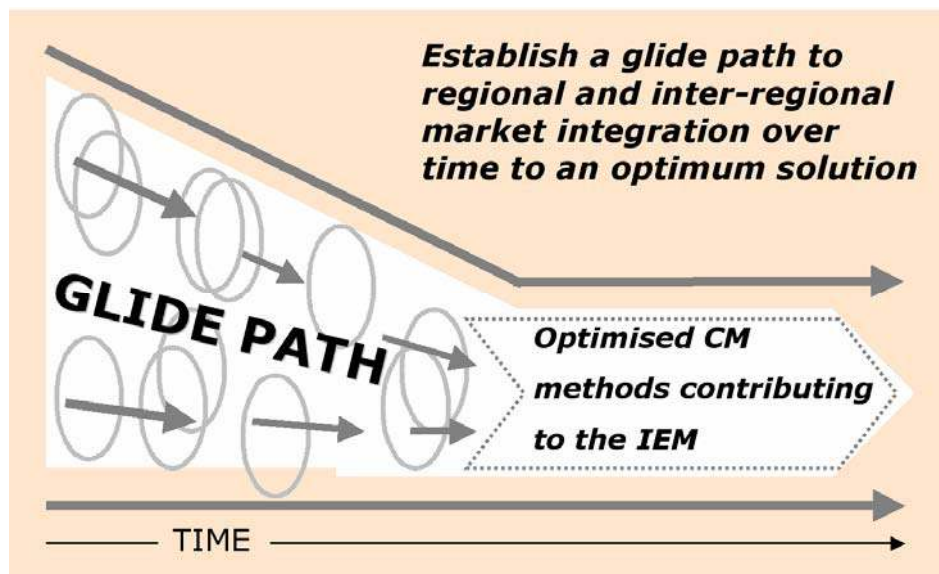 Establish a glide path to
regional and inter-regional
market integration over
time to an optimum solution
GLIDE PATH
Optimised CM
methods contributing
to the IEM
TIME